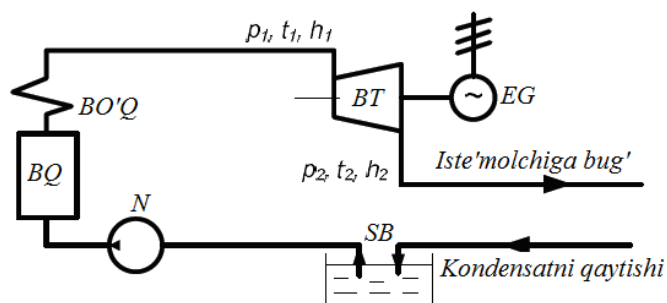 p1, t1, h1
BO'Q
BT
~
EG
BQ
p2, t2, h2
Iste'molchiga bug'
N
SB
Kondensatni qaytishi